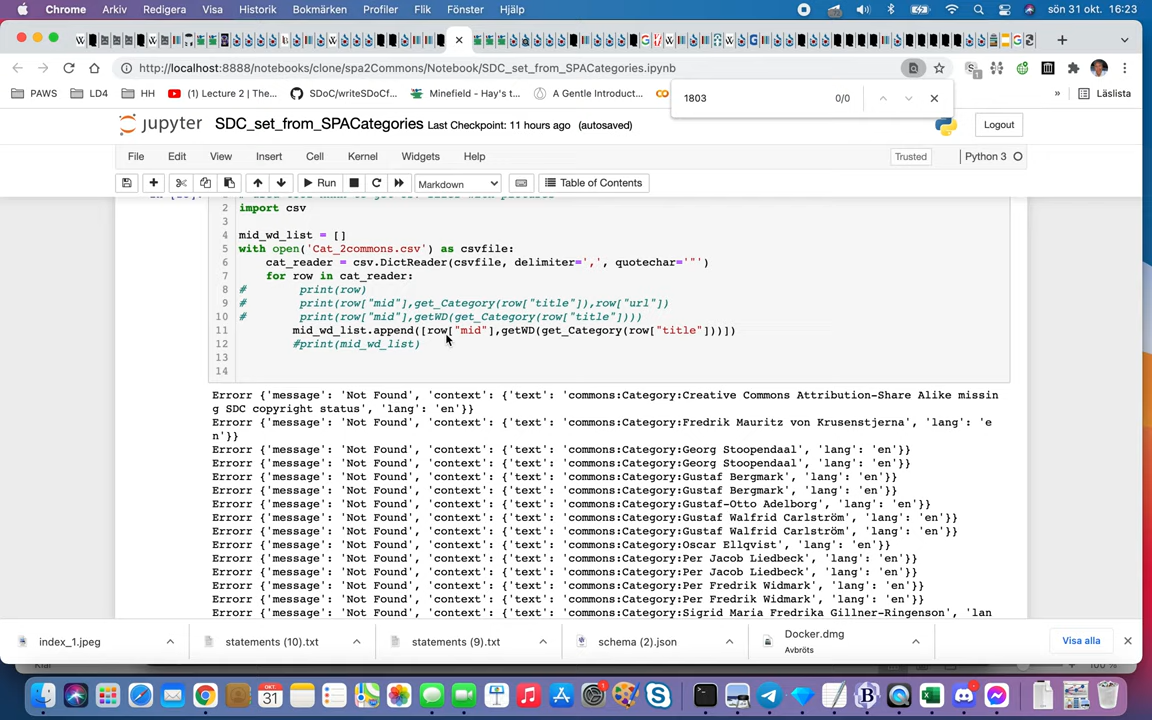 Chrome Arkiv Redigera Visa Historik Bokmärken Profiler Flik Fönster Hjälp sön 31 okt. 16:23
http://localhost:8888/notebooks/clone/spa2Commons/Notebook/SDC_set_from_SPACategories.ipynb
PAWS LD4 HH (1) Lecture 2 | The... SDoC/writeSDoCf... Minefield - Hay's t... A Gentle Introduct... » Läslista
1803 0/0
jupyter SDC_set_from_SPACategories Last Checkpoint: 11 hours ago (autosaved) Logout
File Edit View Insert Cell Kernel Widgets Help Trusted Python 3
Run Markdown Table of Contents
2 import csv
3
4 mid_wd_list = []
5 with open('Cat_2commons.csv') as csvfile:
6 cat_reader = csv.DictReader(csvfile, delimiter=',', quotechar='"')
7 for row in cat_reader:
8 # print(row)
9 # print(row["mid"],get_Category(row["title"]),row["url"])
10 # print(row["mid"],getWD(get_Category(row["title"])))
11 mid_wd_list.append([row["mid"],getWD(get_Category(row["title"]))])
12 #print(mid_wd_list)
13
14
Errorr {'message': 'Not Found', 'context': {'text': 'commons:Category:Creative Commons Attribution-Share Alike missin
g SDC copyright status', 'lang': 'en'}}
Errorr {'message': 'Not Found', 'context': {'text': 'commons:Category:Fredrik Mauritz von Krusenstjerna', 'lang': 'e
n'}}
Errorr {'message': 'Not Found', 'context': {'text': 'commons:Category:Georg Stoopendaal', 'lang': 'en'}}
Errorr {'message': 'Not Found', 'context': {'text': 'commons:Category:Georg Stoopendaal', 'lang': 'en'}}
Errorr {'message': 'Not Found', 'context': {'text': 'commons:Category:Gustaf Bergmark', 'lang': 'en'}}
Errorr {'message': 'Not Found', 'context': {'text': 'commons:Category:Gustaf Bergmark', 'lang': 'en'}}
Errorr {'message': 'Not Found', 'context': {'text': 'commons:Category:Gustaf-Otto Adelborg', 'lang': 'en'}}
Errorr {'message': 'Not Found', 'context': {'text': 'commons:Category:Gustaf Walfrid Carlström', 'lang': 'en'}}
Errorr {'message': 'Not Found', 'context': {'text': 'commons:Category:Gustaf Walfrid Carlström', 'lang': 'en'}}
Errorr {'message': 'Not Found', 'context': {'text': 'commons:Category:Oscar Ellqvist', 'lang': 'en'}}
Errorr {'message': 'Not Found', 'context': {'text': 'commons:Category:Per Jacob Liedbeck', 'lang': 'en'}}
Errorr {'message': 'Not Found', 'context': {'text': 'commons:Category:Per Jacob Liedbeck', 'lang': 'en'}}
Errorr {'message': 'Not Found', 'context': {'text': 'commons:Category:Per Fredrik Widmark', 'lang': 'en'}}
Errorr {'message': 'Not Found', 'context': {'text': 'commons:Category:Per Fredrik Widmark', 'lang': 'en'}}
Errorr {'message': 'Not Found', 'context': {'text': 'commons:Category:Sigrid Maria Fredrika Gillner-Ringenson', 'lan
index_1.jpeg statements (10).txt statements (9).txt schema (2).json Docker.dmg Visa alla
Avbröts
100 %
OKT
31